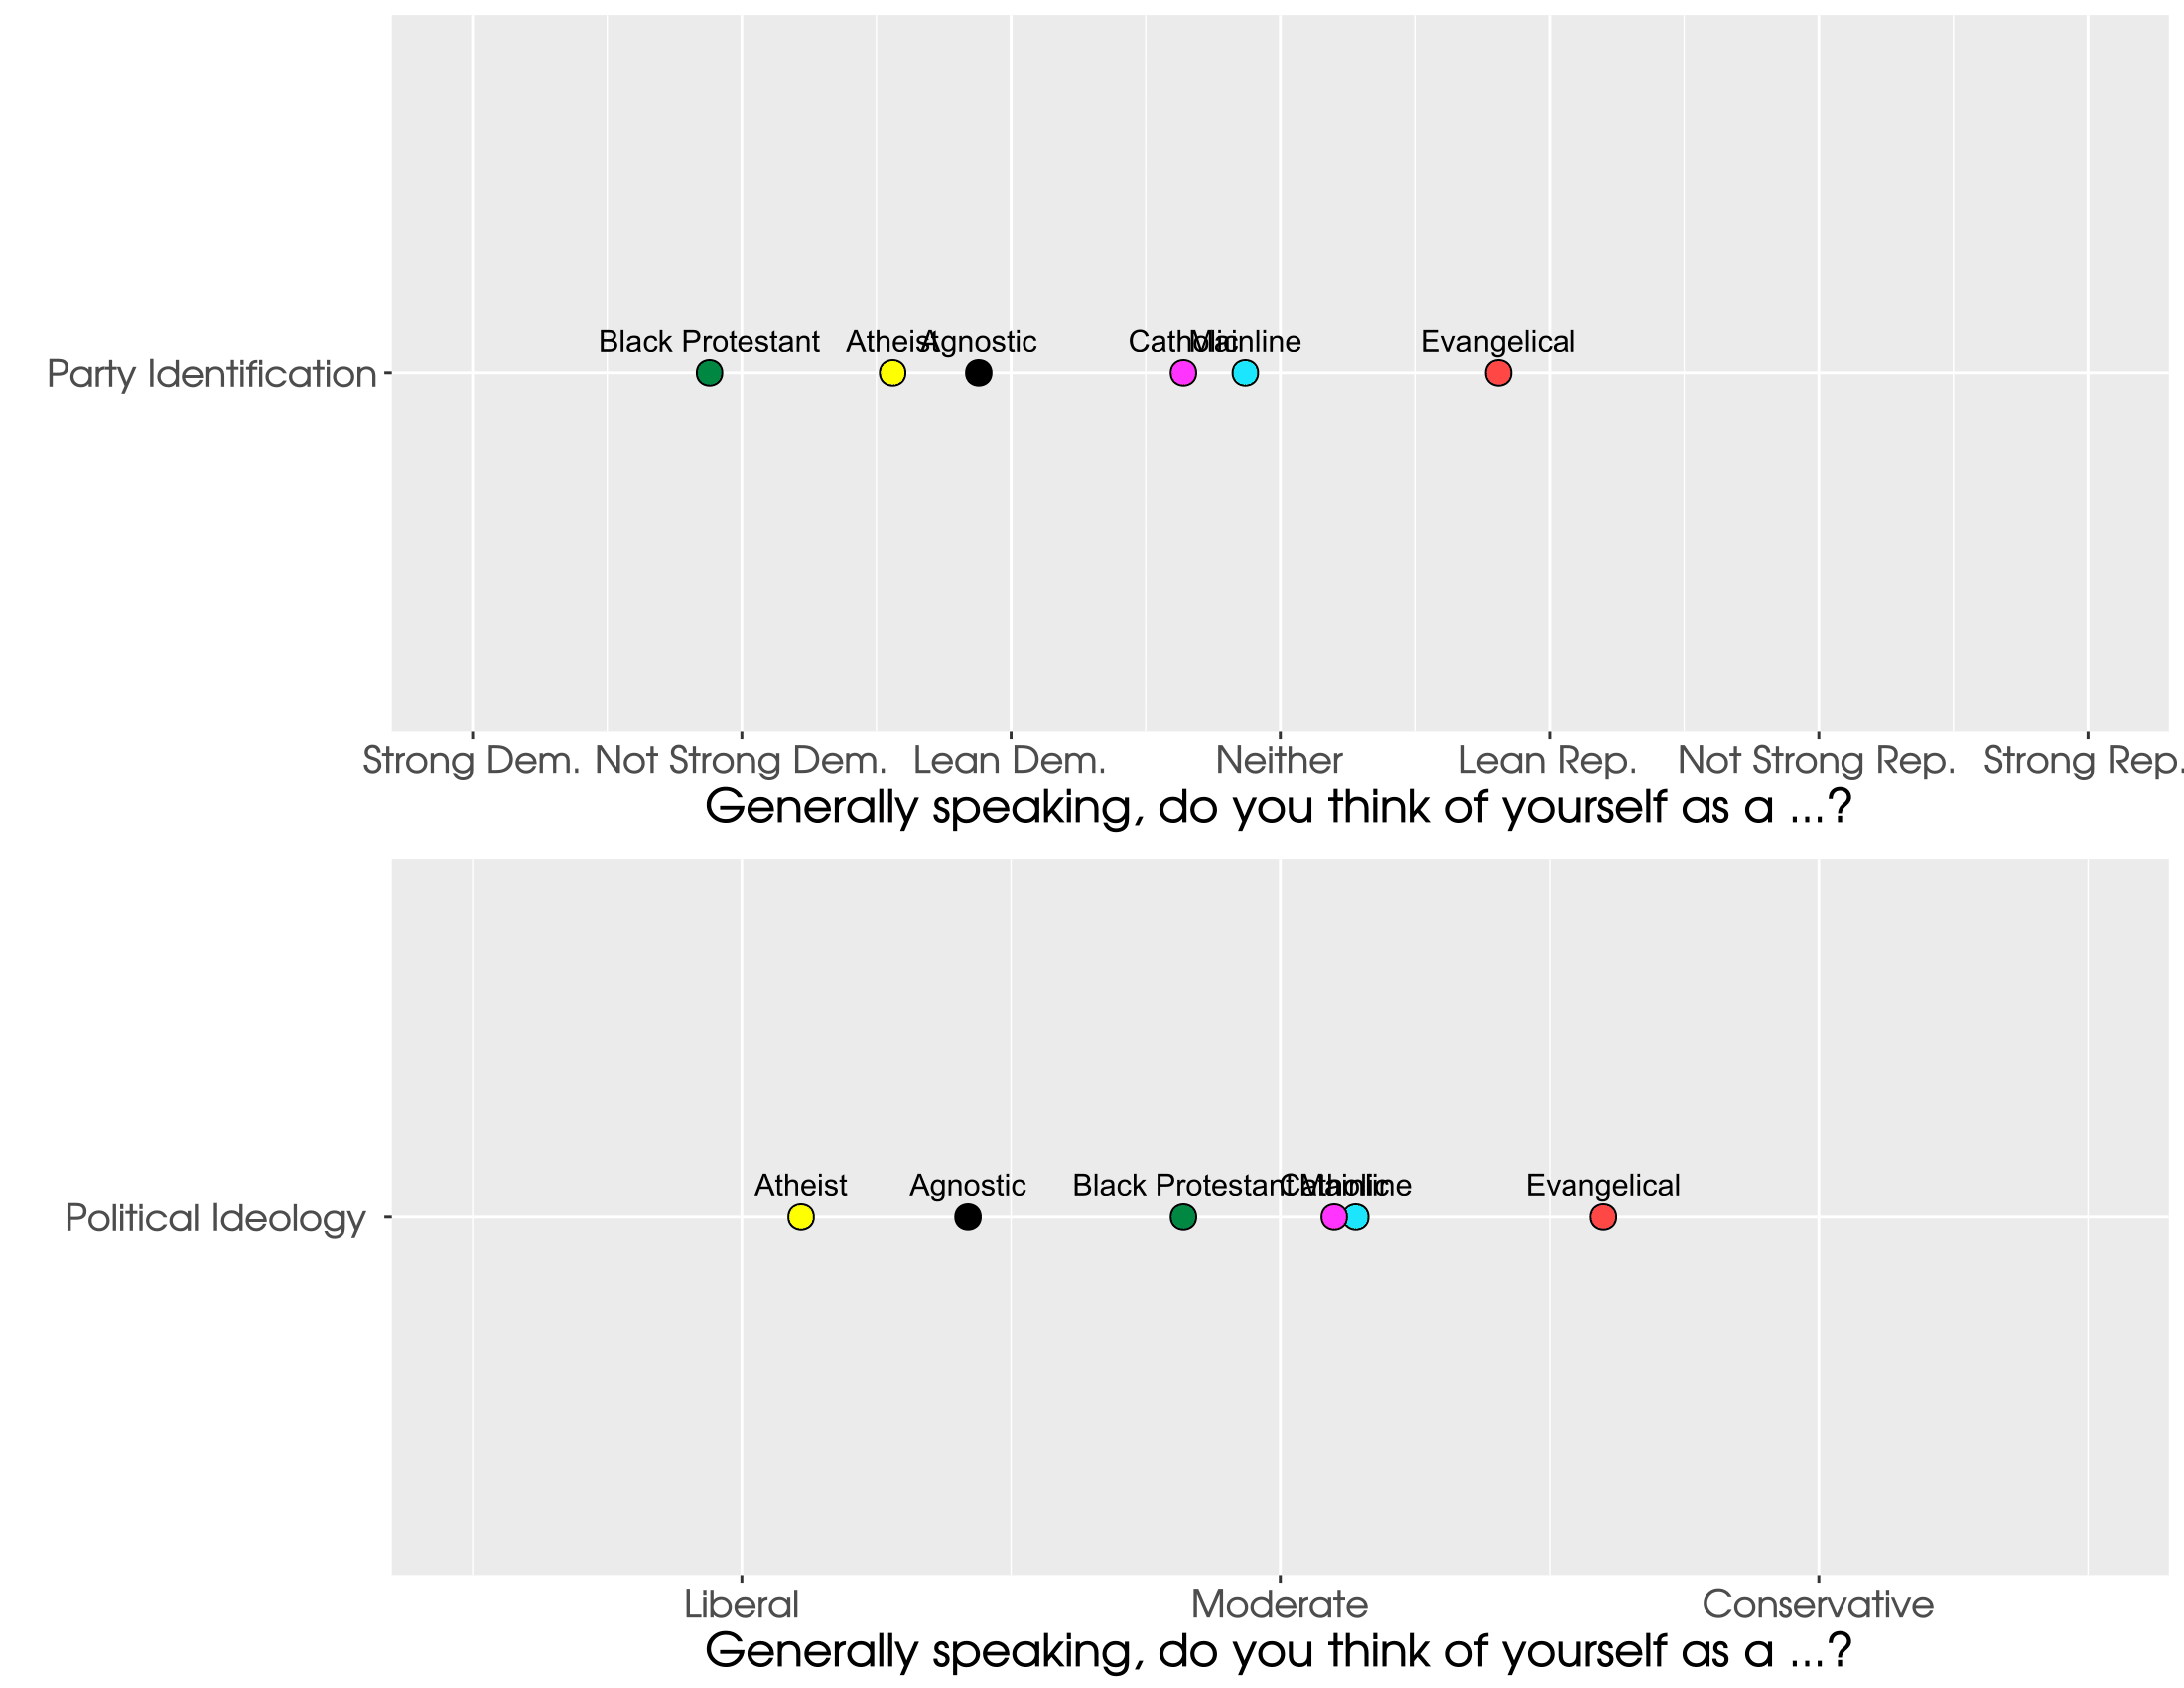 Black Protestant Atheist Agnostic Catholic Mainline Evangelical
Party Identification
Strong Dem. Not Strong Dem. Lean Dem. Neither Lean Rep. Not Strong Rep. Strong Rep.
Generally speaking, do you think of yourself as a ...?
Atheist Agnostic Black Protestant Catholic Mainline Evangelical
Political Ideology
Liberal Moderate Conservative
Generally speaking, do you think of yourself as a ...?